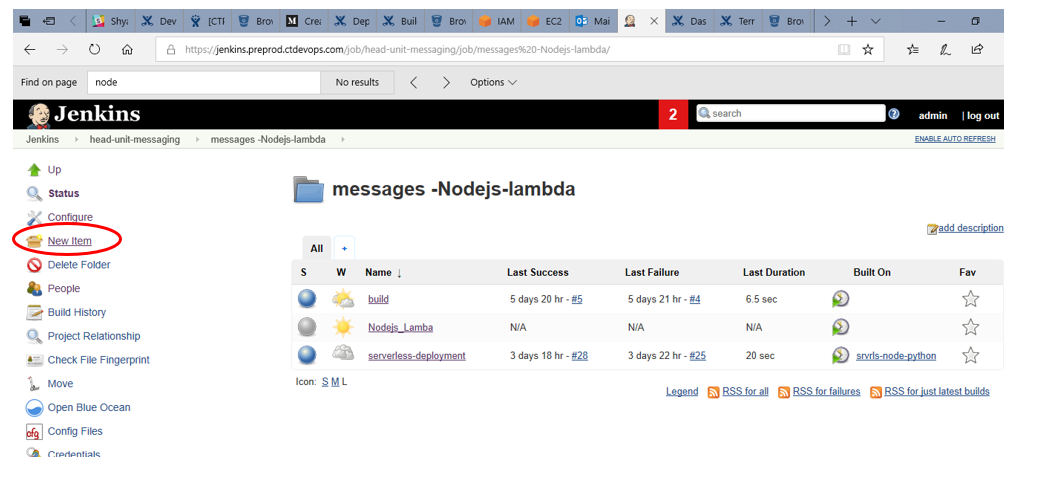 Shya Dev [CTI Brov M Crea Dep Buil Brov IAM EC2 Mai Das Terr Brov
https://jenkins.preprod.ctdevops.com/job/head-unit-messaging/job/messages%20-Nodejs-lambda/
Find on page node No results Options
Jenkins 2 search admin | log out
Jenkins head-unit-messaging messages -Nodejs-lambda ENABLE AUTO REFRESH
Up
Status
Configure
New Item
Delete Folder
People
Build History
Project Relationship
Check File Fingerprint
Move
Open Blue Ocean
cfg Config Files
Credentials
messages -Nodejs-lambda
add description
All +
S W Name ↓ Last Success Last Failure Last Duration Built On Fav
build 5 days 20 hr - #5 5 days 21 hr - #4 6.5 sec
Nodejs_Lamba N/A N/A N/A
serverless-deployment 3 days 18 hr - #28 3 days 22 hr - #25 20 sec srvrls-node-python
Icon: S M L
Legend RSS for all RSS for failures RSS for just latest builds